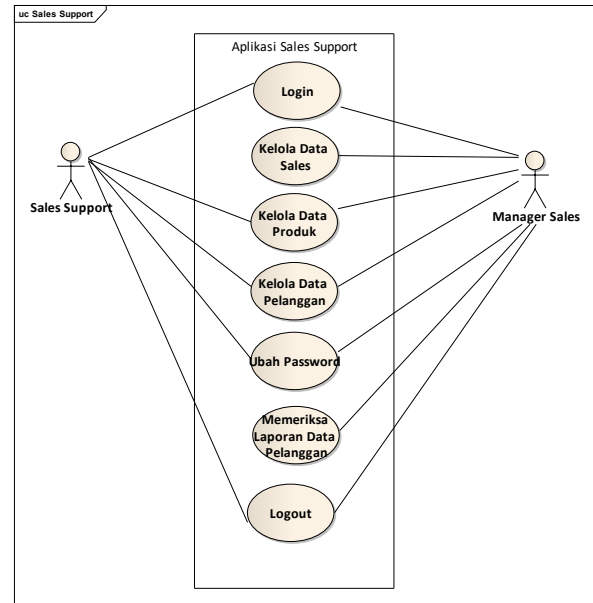 uc Sales Support
Aplikasi Sales Support
Login
Kelola Data
Sales
Sales Support
Kelola Data
Produk
Manager Sales
Kelola Data
Pelanggan
Ubah Password
Memeriksa
Laporan Data
Pelanggan
Logout